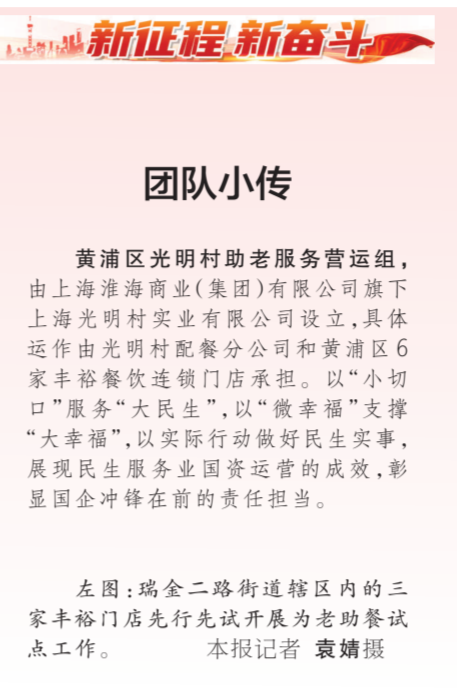 新征程 新奋斗
团队小传
黄浦区光明村助老服务营运组，
由上海淮海商业(集团)有限公司旗下
上海光明村实业有限公司设立，具体
运作由光明村配餐分公司和黄浦区6
家丰裕餐饮连锁门店承担。以“小切
口”服务“大民生”，以“微幸福”支撑
“大幸福”，以实际行动做好民生实事，
展现民生服务业国资运营的成效，彰
显国企冲锋在前的责任担当。
左图：瑞金二路街道辖区内的三
家丰裕门店先行先试开展为老助餐试
点工作。 本报记者 袁婧摄